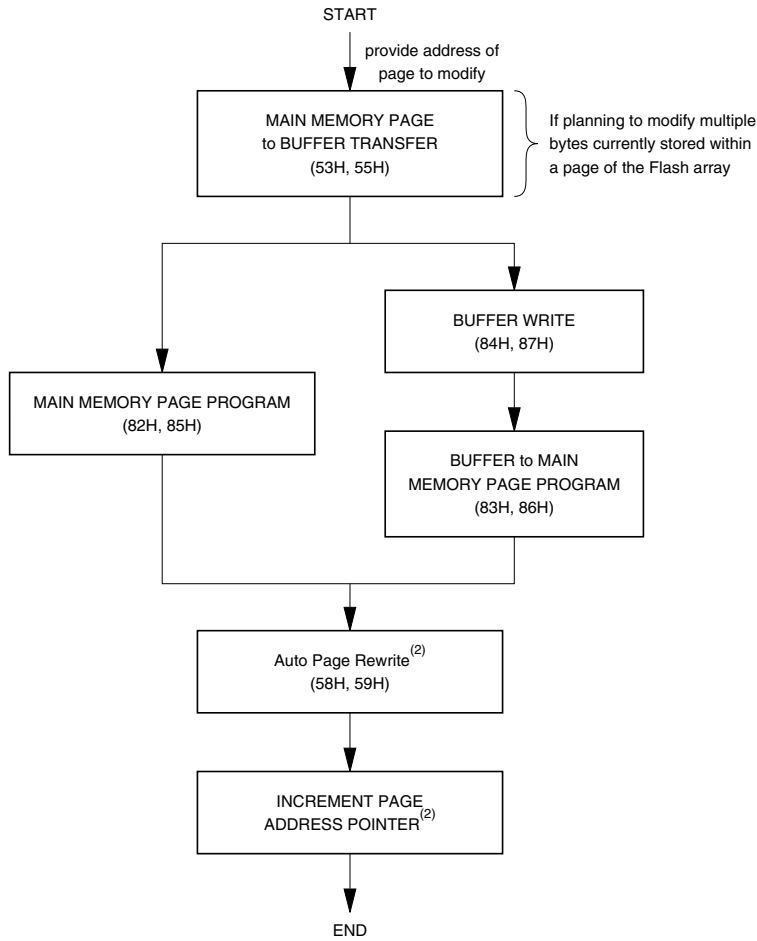 START
provide address of
page to modify
MAIN MEMORY PAGE
to BUFFER TRANSFER
(53H, 55H)
If planning to modify multiple
bytes currently stored within
a page of the Flash array
BUFFER WRITE
(84H, 87H)
MAIN MEMORY PAGE PROGRAM
(82H, 85H)
BUFFER to MAIN
MEMORY PAGE PROGRAM
(83H, 86H)
Auto Page Rewrite(2)
(58H, 59H)
INCREMENT PAGE
ADDRESS POINTER(2)
END